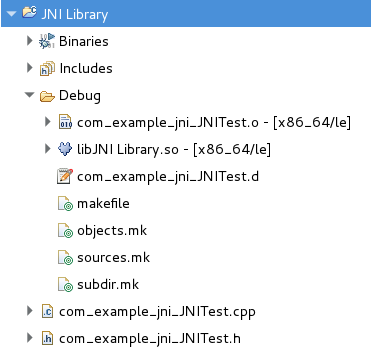 JNI Library
Binaries
Includes
Debug
com_example_jni_JNITest.o - [x86_64/le]
libJNI Library.so - [x86_64/le]
com_example_jni_JNITest.d
makefile
objects.mk
sources.mk
subdir.mk
com_example_jni_JNITest.cpp
com_example_jni_JNITest.h